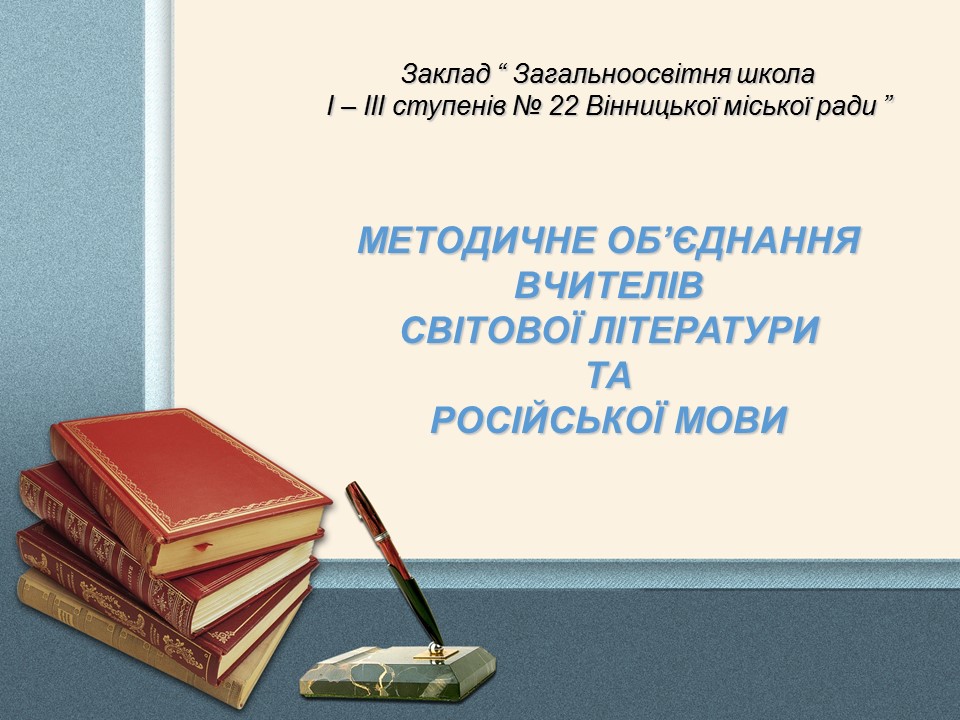 Заклад “ Загальноосвітня школа
І – ІІІ ступенів № 22 Вінницької міської ради ”
МЕТОДИЧНЕ ОБ’ЄДНАННЯ
ВЧИТЕЛІВ
СВІТОВОЇ ЛІТЕРАТУРИ
ТА
РОСІЙСЬКОЇ МОВИ